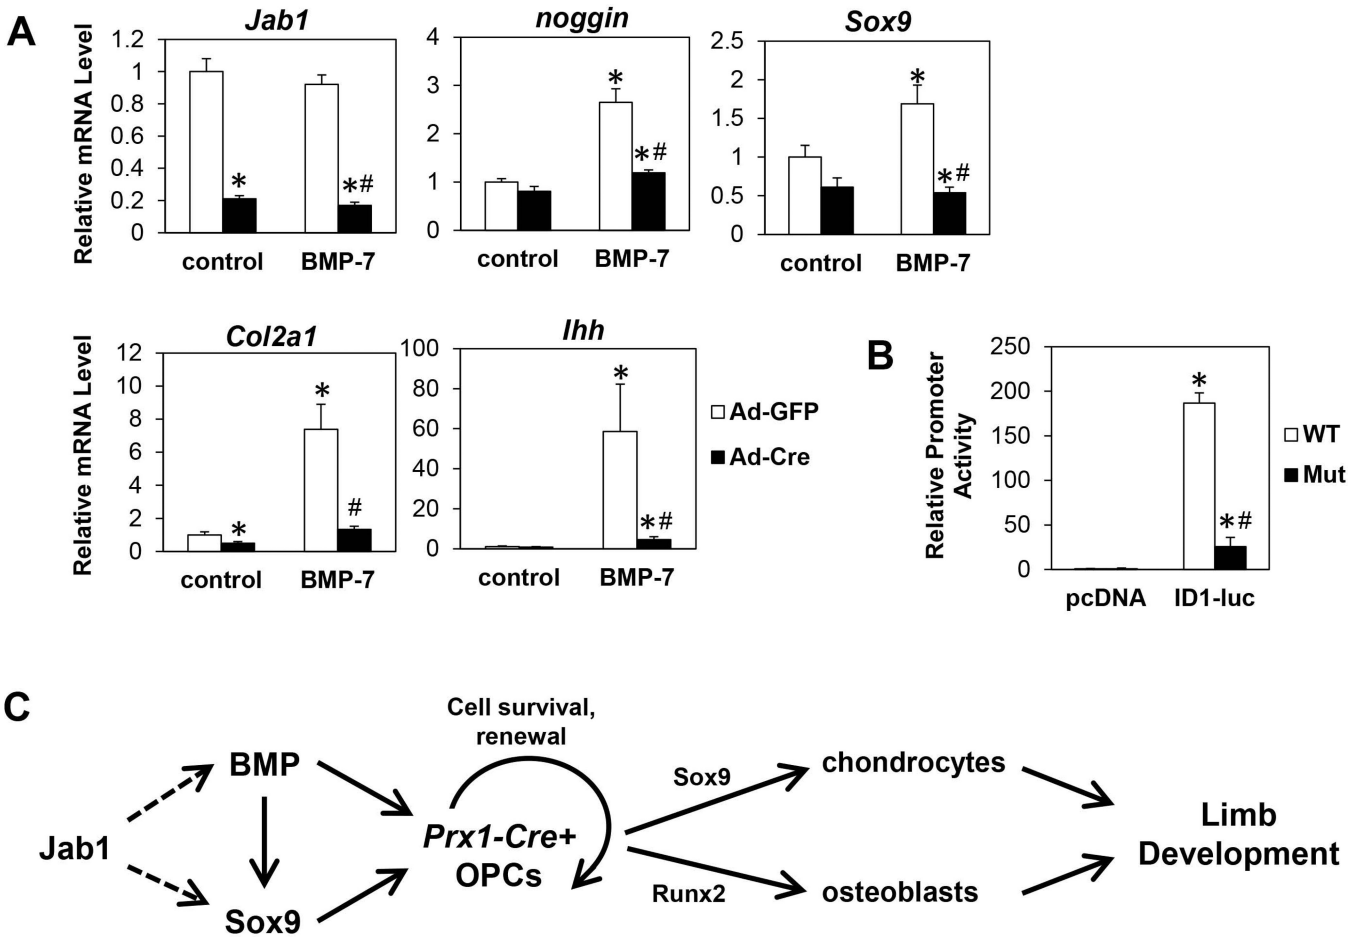 A
Jab1
Relative mRNA Level
1.2
1
0.8
0.6
0.4
0.2
0
*
*#
control
BMP-7
noggin
4
3
2
1
0
*
*#
control
BMP-7
Sox9
2.5
2
1.5
1
0.5
0
*
*#
control
BMP-7
Col2a1
Relative mRNA Level
12
10
8
6
4
2
0
*
*
#
control
BMP-7
Ihh
100
80
60
40
20
0
*
*#
control
BMP-7
Ad-GFP
Ad-Cre
B
Relative Promoter
Activity
250
200
150
100
50
0
*
*#
pcDNA
ID1-luc
WT
Mut
C
Cell survival,
renewal
BMP
Jab1
Sox9
Prx1-Cre+
OPCs
Sox9
Runx2
chondrocytes
osteoblasts
Limb
Development